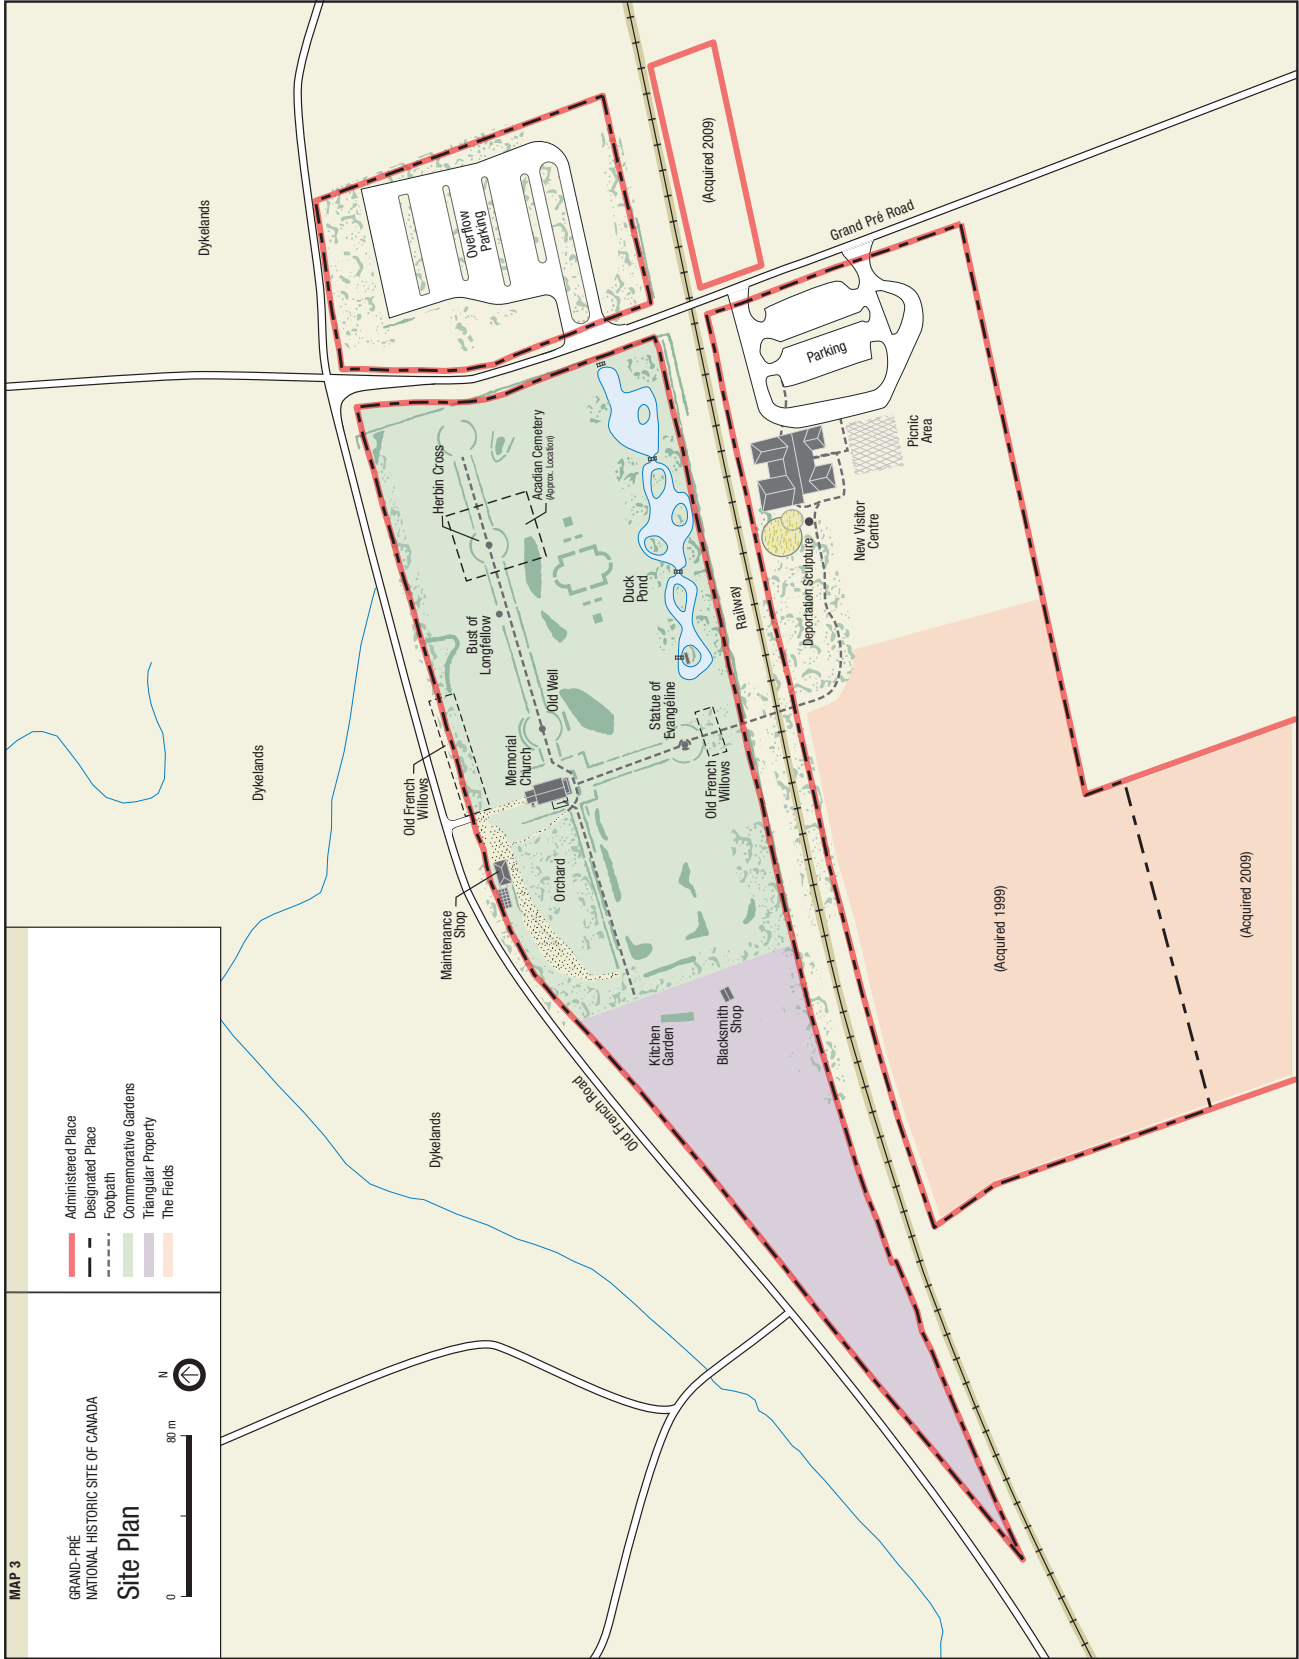 MAP 3
GRAND-PRÉ
NATIONAL HISTORIC SITE OF CANADA
Site Plan
0
80 m
N
Administered Place
Designated Place
Footpath
Commemorative Gardens
Triangular Property
The Fields
Dykelands
Dykelands
Dykelands
Old French Road
Maintenance
Shop
Old French
Willows
Orchard
Memorial
Church
Old Well
Bust of
Longfellow
Herbin Cross
Acadian Cemetery
(Approx. Location)
Overflow
Parking
Kitchen
Garden
Blacksmith
Shop
Old French
Willows
Statue of
Evangéline
Duck
Pond
Railway
Deportation Sculpture
New Visitor
Centre
Picnic
Area
Parking
Grand Pré Road
(Acquired 2009)
(Acquired 1999)
(Acquired 2009)